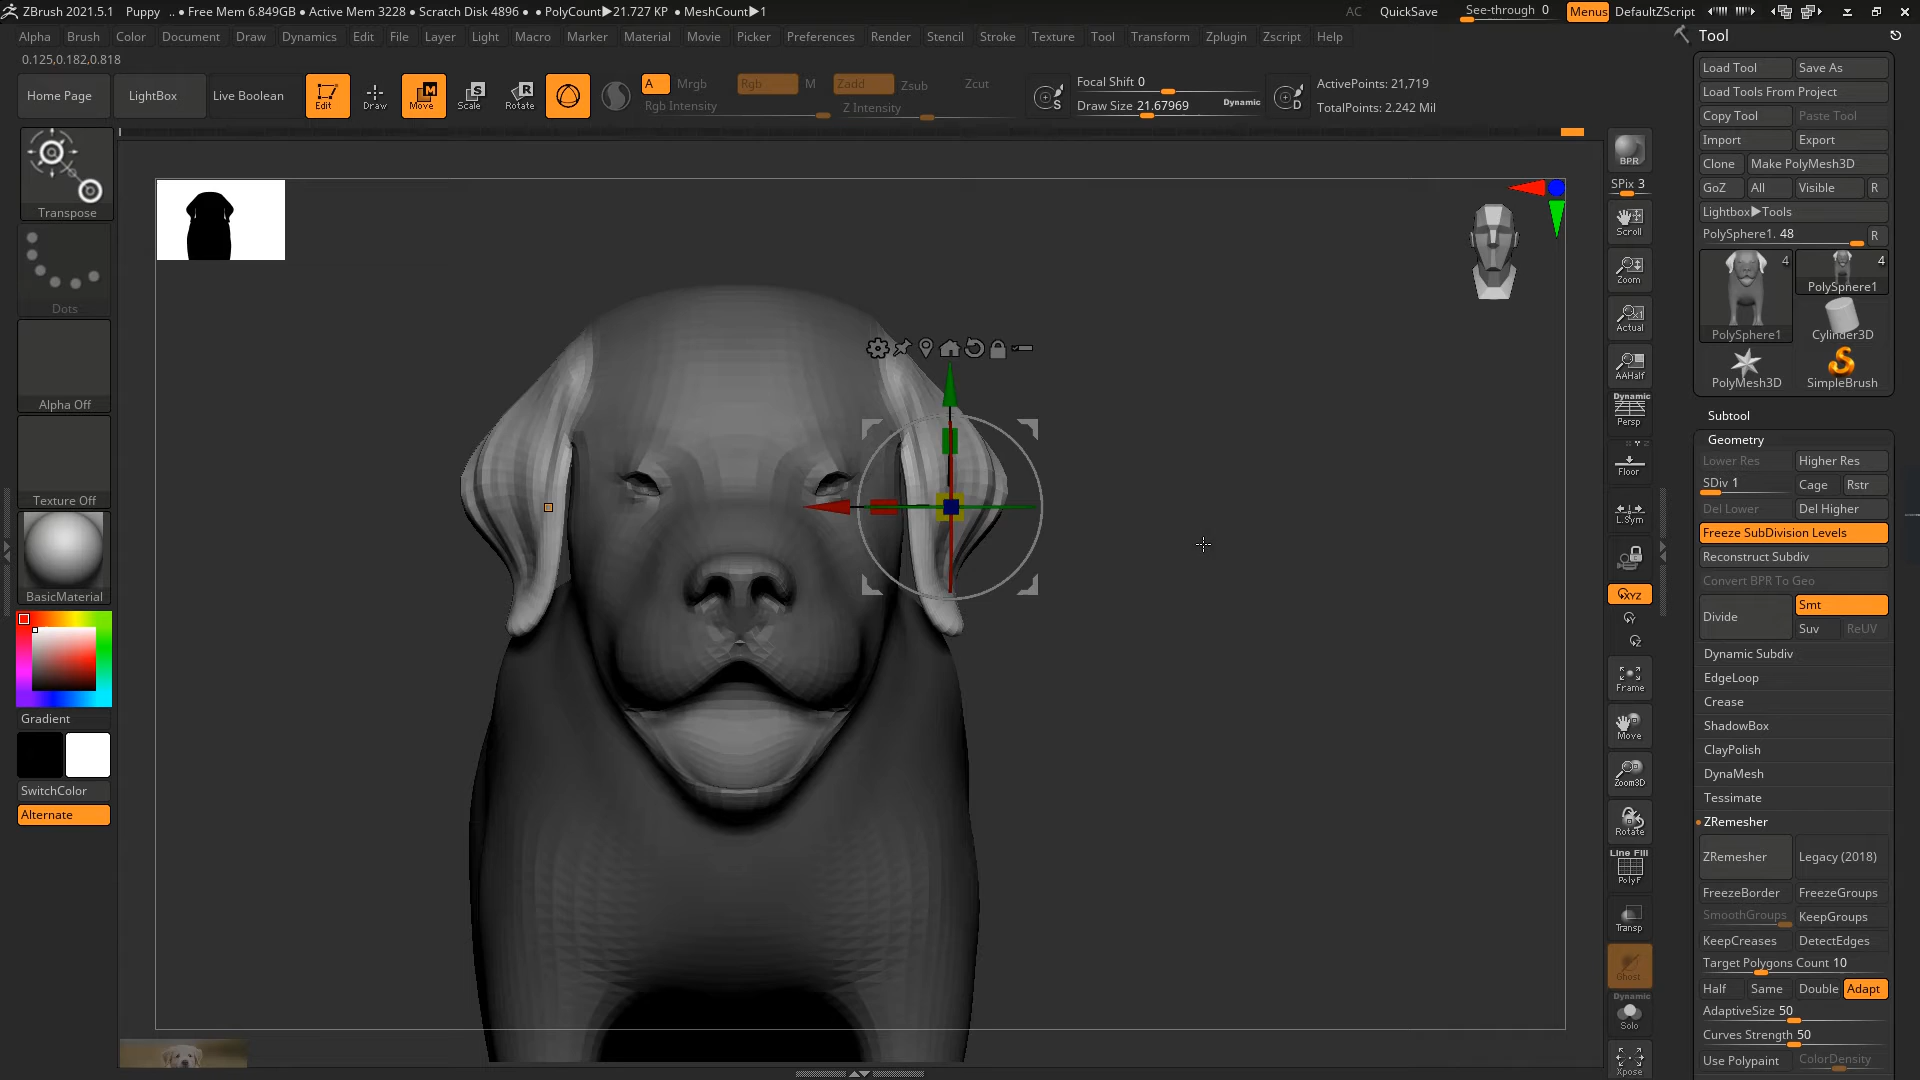 ZBrush 2021.5.1 Puppy .. ● Free Mem 6.849GB ● Active Mem 3228 ● Scratch Disk 4896 ● ● PolyCount▶21.727 KP ● MeshCount▶1 AC QuickSave See-through 0 Menus DefaultZScript
Alpha Brush Color Document Draw Dynamics Edit File Layer Light Macro Marker Material Movie Picker Preferences Render Stencil Stroke Texture Tool Transform Zplugin Zscript Help
0.125,0.182,0.818
Home Page LightBox Live Boolean Edit Draw Move Scale Rotate
A Mrgb Rgb M Zadd Zsub Zcut
Rgb Intensity Z Intensity
Focal Shift 0
Draw Size 21.67969 Dynamic
ActivePoints: 21,719
TotalPoints: 2.242 Mil
Transpose
Dots
Alpha Off
Texture Off
BasicMaterial
Gradient
SwitchColor
Alternate
BPR
SPix 3
Scroll
Zoom
Actual
AAHalf
Dynamic
Persp
Floor
L.Sym
XYZ
Frame
Move
Zoom3D
Rotate
Line Fill
PolyF
Transp
Ghost
Dynamic
Solo
Xpose
Tool
Load Tool Save As
Load Tools From Project
Copy Tool Paste Tool
Import Export
Clone Make PolyMesh3D
GoZ All Visible R
Lightbox▶Tools
PolySphere1. 48 R
4 4
PolySphere1
PolySphere1 Cylinder3D
PolyMesh3D SimpleBrush
Subtool
Geometry
Lower Res Higher Res
SDiv 1 Cage Rstr
Del Lower Del Higher
Freeze SubDivision Levels
Reconstruct Subdiv
Convert BPR To Geo
Divide Smt
Suv ReUV
Dynamic Subdiv
EdgeLoop
Crease
ShadowBox
ClayPolish
DynaMesh
Tessimate
ZRemesher
ZRemesher Legacy (2018)
FreezeBorder FreezeGroups
SmoothGroups KeepGroups
KeepCreases DetectEdges
Target Polygons Count 10
Half Same Double Adapt
AdaptiveSize 50
Curves Strength 50
Use Polypaint ColorDensity